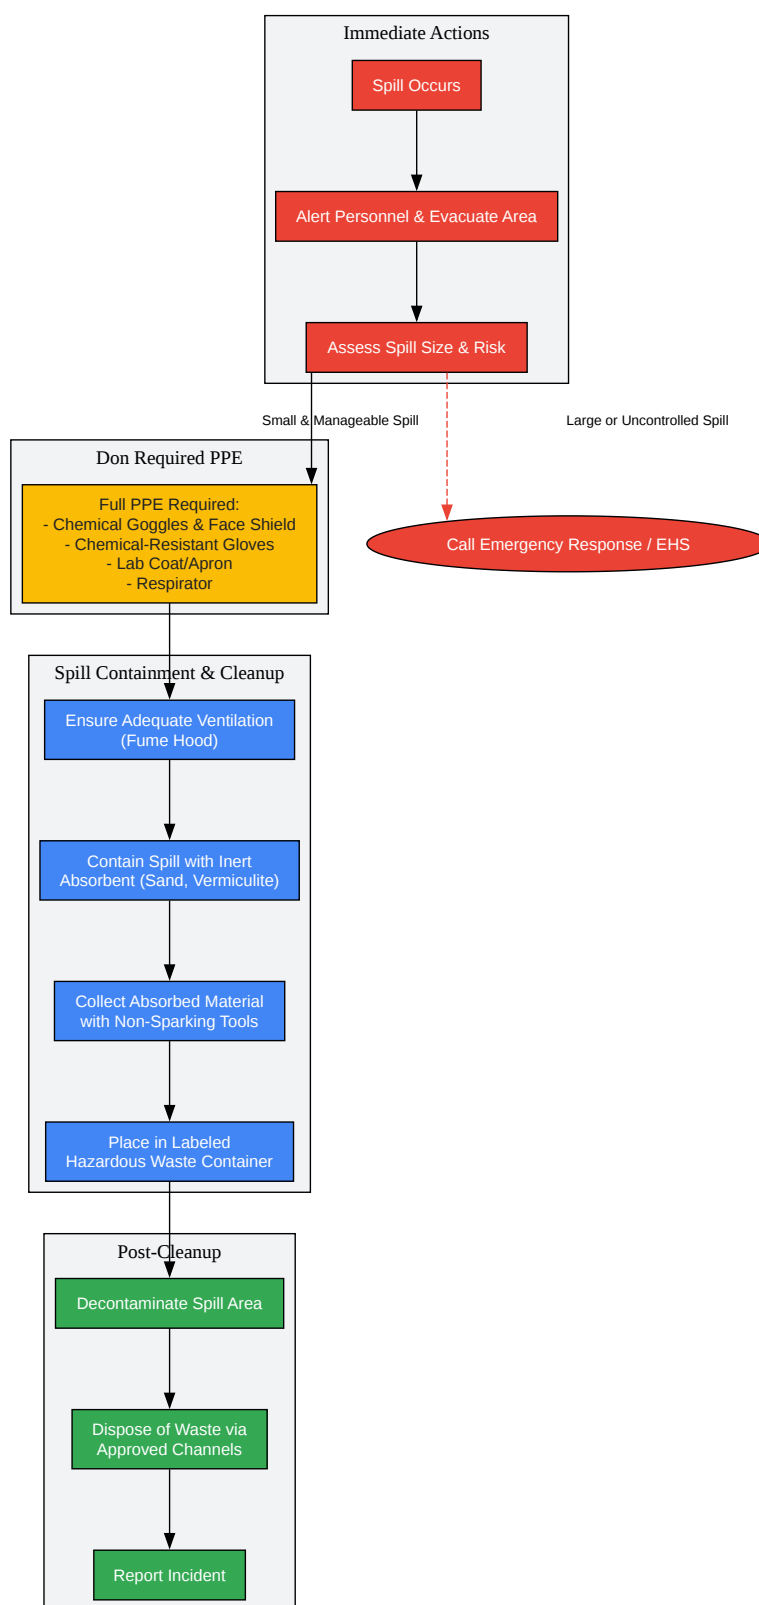 Immediate Actions
Spill Occurs
Alert Personnel & Evacuate Area
Assess Spill Size & Risk
Small & Manageable Spill
Large or Uncontrolled Spill
Don Required PPE
Full PPE Required:
- Chemical Goggles & Face Shield
- Chemical-Resistant Gloves
- Lab Coat/Apron
- Respirator
Call Emergency Response / EHS
Spill Containment & Cleanup
Ensure Adequate Ventilation
(Fume Hood)
Contain Spill with Inert
Absorbent (Sand, Vermiculite)
Collect Absorbed Material
with Non-Sparking Tools
Place in Labeled
Hazardous Waste Container
Post-Cleanup
Decontaminate Spill Area
Dispose of Waste via
Approved Channels
Report Incident